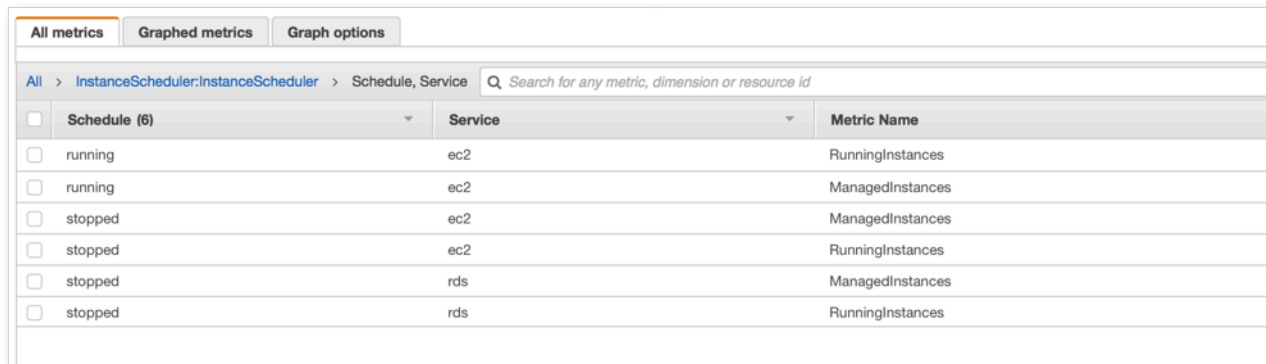 All metrics Graphed metrics Graph options
All > InstanceScheduler:InstanceScheduler > Schedule, Service Search for any metric, dimension or resource id
Schedule (6) Service Metric Name
running ec2 RunningInstances
running ec2 ManagedInstances
stopped ec2 ManagedInstances
stopped ec2 RunningInstances
stopped rds ManagedInstances
stopped rds RunningInstances